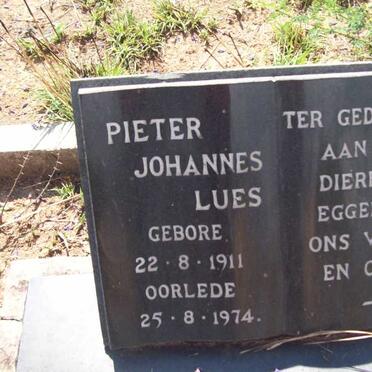 PIETER
JOHANNES
LUES
GEBORE
22 - 8 - 1911
OORLEDE
25 - 8 - 1974.
TER
AAN
ONS
EN